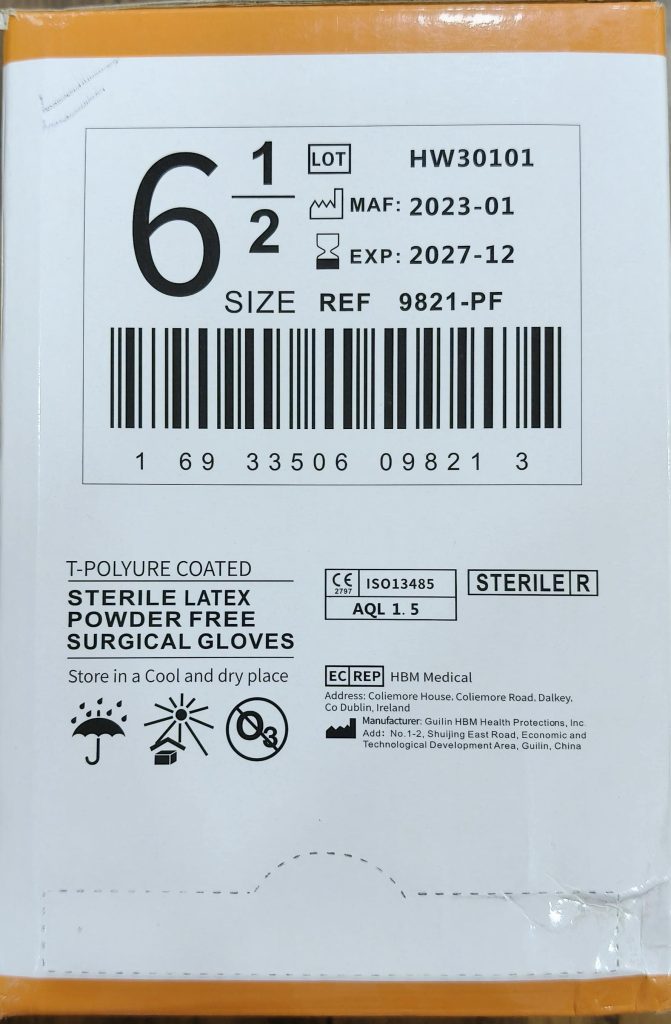 6 1/2
SIZE
LOT HW30101
MAF: 2023-01
EXP: 2027-12
REF 9821-PF
1 69 33506 09821 3
T-POLYURE COATED
STERILE LATEX
POWDER FREE
SURGICAL GLOVES
Store in a Cool and dry place
O3
CE 2797 ISO13485
AQL 1.5
STERILE R
EC REP HBM Medical
Address: Coliemore House, Coliemore Road, Dalkey,
Co Dublin, Ireland
Manufacturer: Guilin HBM Health Protections, Inc
Add: No.1-2, Shuijing East Road, Economic and
Technological Development Area, Guilin, China